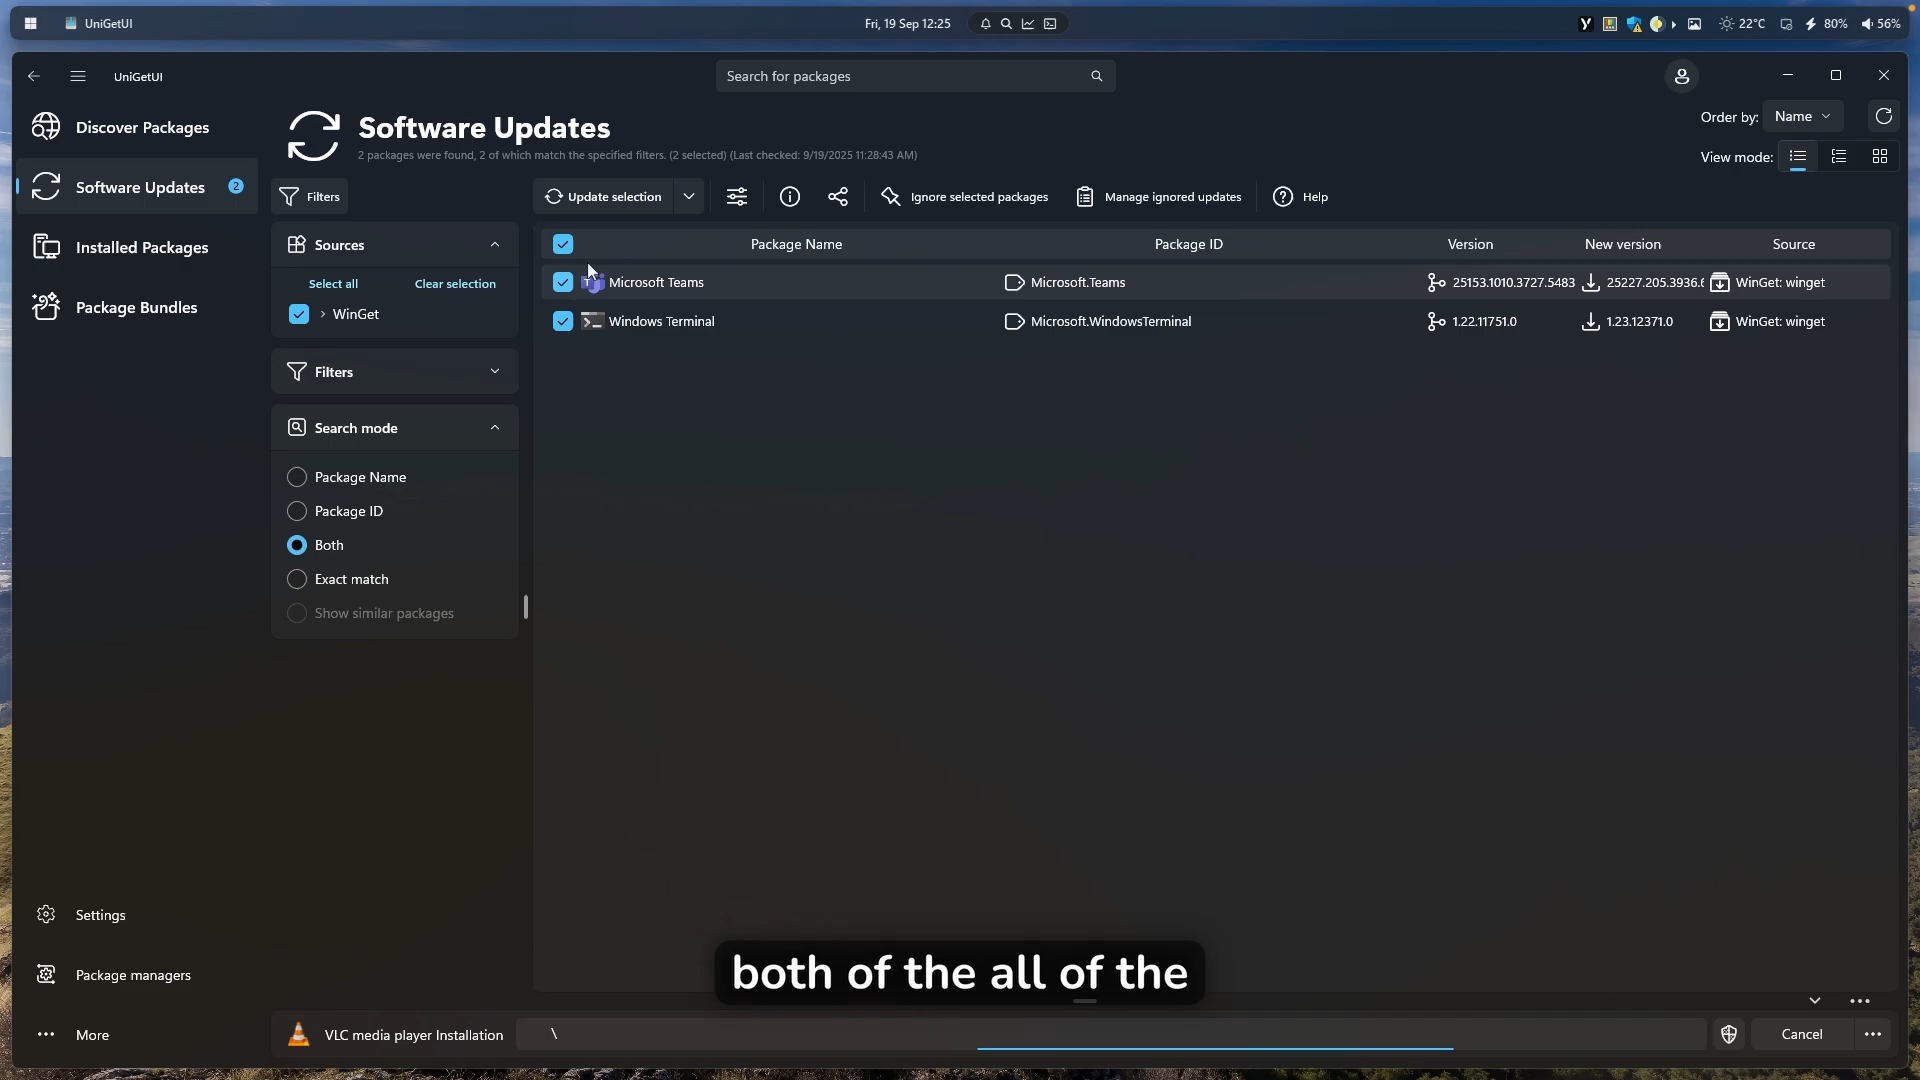 UniGetUI
Fri, 19 Sep 12:25
22°C
80%
56%
UniGetUI
Search for packages
Discover Packages
Software Updates
2
Installed Packages
Package Bundles
Settings
Package managers
More
Software Updates
2 packages were found, 2 of which match the specified filters. (2 selected) (Last checked: 9/19/2025 11:28:43 AM)
Order by: Name
View mode:
Filters
Update selection
Ignore selected packages
Manage ignored updates
Help
Sources
Select all
Clear selection
WinGet
Filters
Search mode
Package Name
Package ID
Both
Exact match
Show similar packages
Package Name Package ID Version New version Source
Microsoft Teams Microsoft.Teams 25153.1010.3727.5483 25227.205.3936.6 WinGet: winget
Windows Terminal Microsoft.WindowsTerminal 1.22.11751.0 1.23.12371.0 WinGet: winget
both of the all of the
VLC media player Installation
\
Cancel